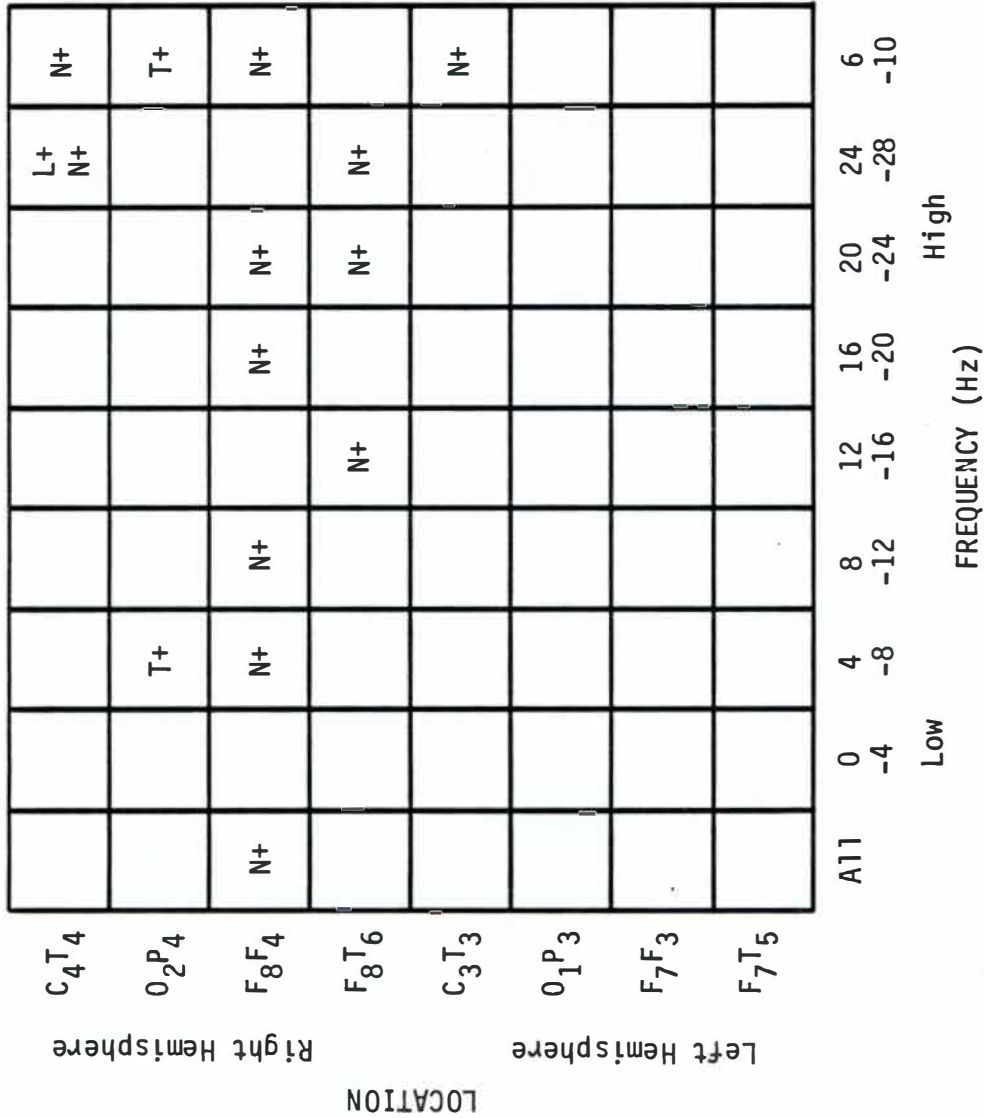 LOCATION
Right Hemisphere
Left Hemisphere
C₄T₄ L+ N+
N+
O₂P₄ T+ T+
F₈F₄ N+ N+ N+ N+ N+ N+
F₈T₆ N+ N+ N+
C₃T₃ N+
O₁P₃
F₇F₃
F₇T₅
All 0 4 8 12 16 20 24 6
-4 -8 -12 -16 -20 -24 -28 -10
Low High
FREQUENCY (Hz)